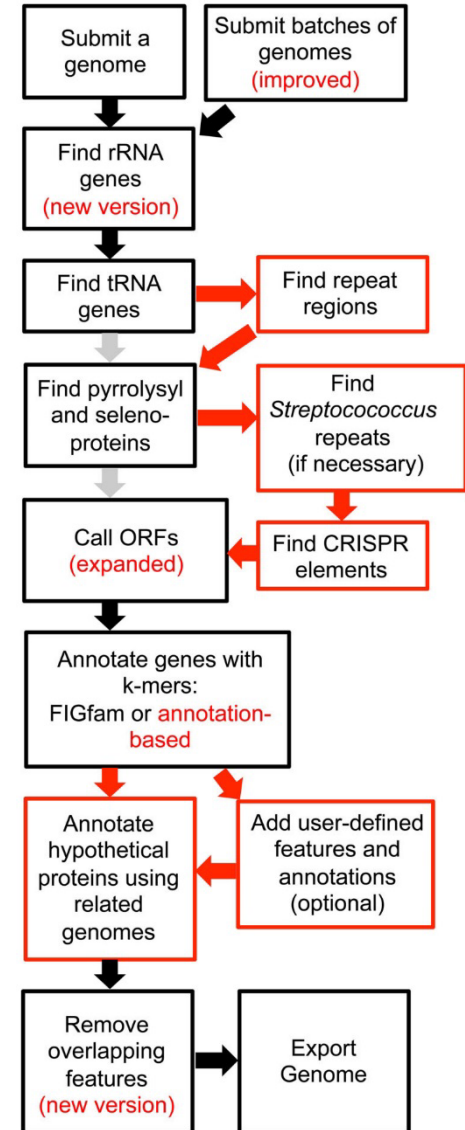 Submit a
genome
Submit batches of
genomes
(improved)
Find rRNA
genes
(new version)
Find tRNA
genes
Find repeat
regions
Find pyrrolysyl
and seleno-
proteins
Find
Streptocococcus
repeats
(if necessary)
Call ORFs
(expanded)
Find CRISPR
elements
Annotate genes with
k-mers:
FIGfam or annotation-
based
Annotate
hypothetical
proteins using
related
genomes
Add user-defined
features and
annotations
(optional)
Remove
overlapping
features
(new version)
Export
Genome